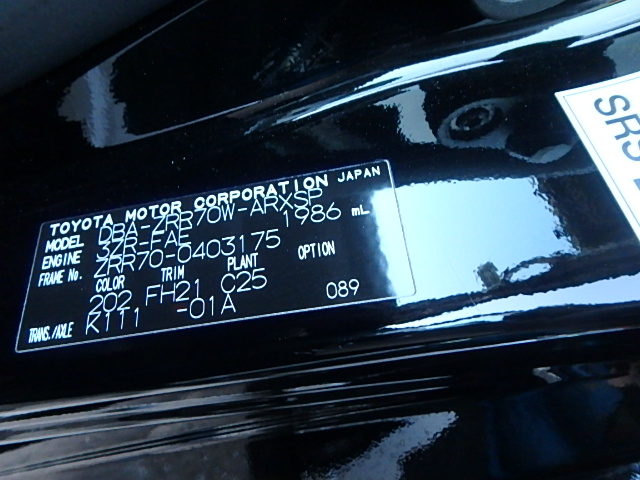 TOYOTA MOTOR CORPORATION JAPAN
MODEL DBA-ZRR70W-ARXSP
ENGINE 3ZR-FAE 1986 mL
FRAME No. ZRR70-0403175
COLOR TRIM PLANT OPTION
202 FH21 C25
TRANS./AXLE K111 -01A 089